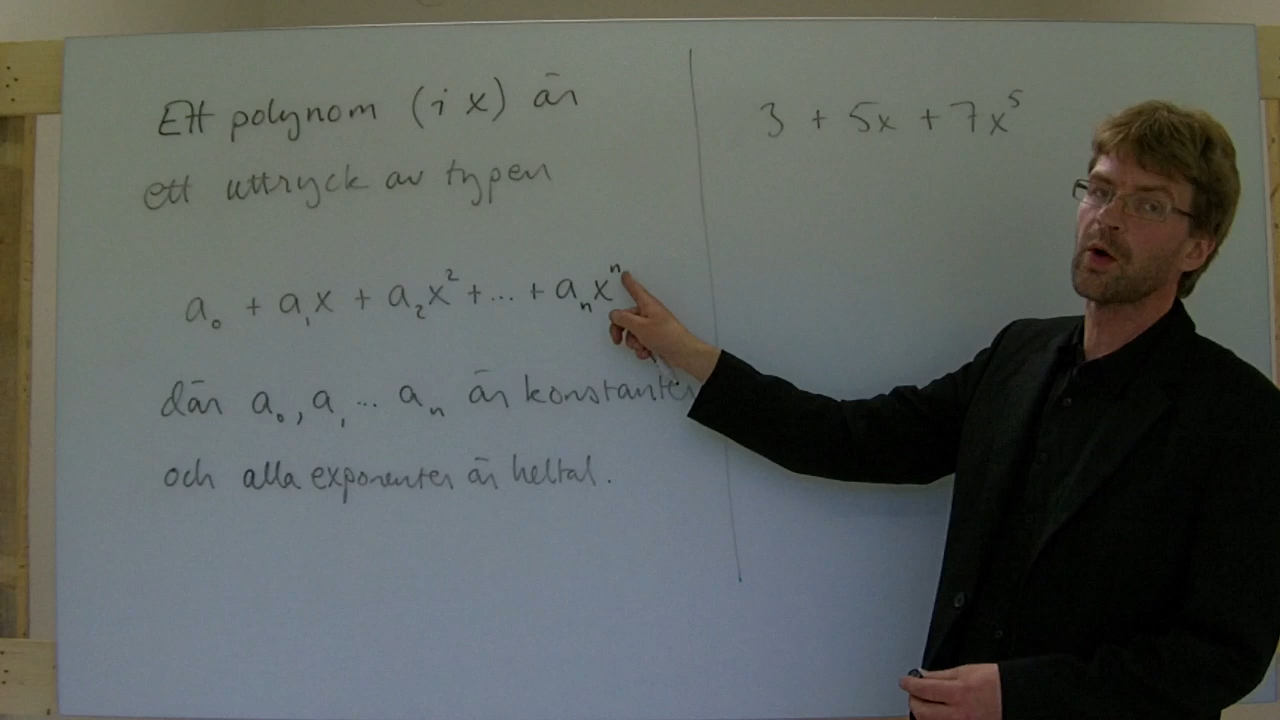 Ett polynom (i x) är
ett uttryck av typen
a₀ + a₁x + a₂x² + ... + aₙxⁿ
där a₀, a₁ ... aₙ är konstanter
och alla exponenter är heltal.
3 + 5x + 7x⁵